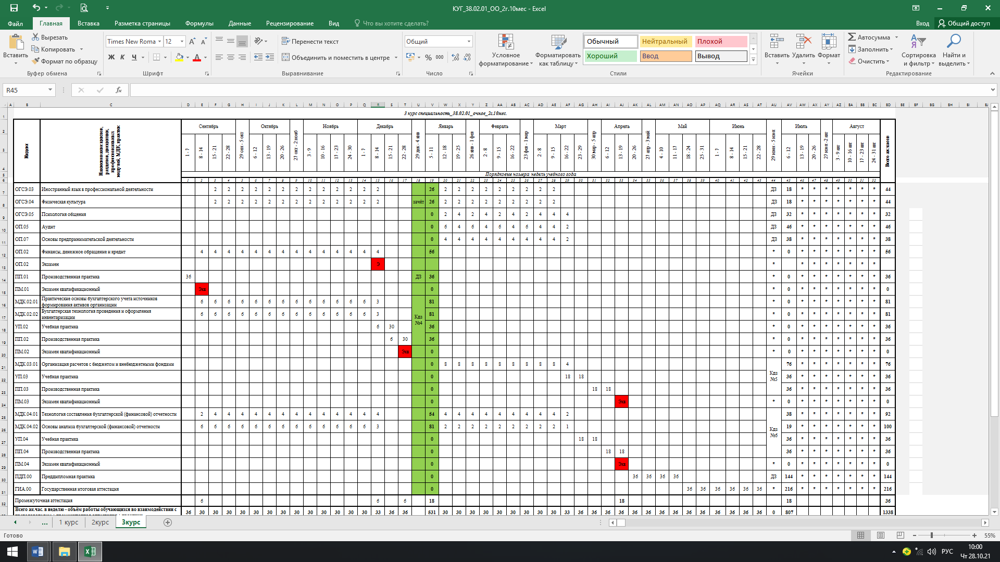 КУГ_38.02.01_ОО_2г.10мес - Excel
Файл Главная Вставка Разметка страницы Формулы Данные Рецензирование Вид Что вы хотите сделать? Вход Общий доступ
Вставить Вырезать Копировать Формат по образцу Буфер обмена
Times New Roma 12 Ж К Ч Шрифт
Перенести текст Объединить и поместить в центре Выравнивание
Общий % 000 Число
Условное форматирование Форматировать как таблицу
Обычный Нейтральный Плохой
Хороший Ввод Вывод
Стили
Вставить Удалить Формат Ячейки
Автосумма Заполнить Очистить Сортировка и фильтр Найти и выделить Редактирование
R45 fx
3 курс специальность_38.02.01_очное_2г.10мес.
Индекс
Наименование циклов, разделов, дисциплин, профессиональных модулей, МДК, практик
Сентябрь 29 сен - 5 окт Октябрь 27 окт - 2 нояб Ноябрь Декабрь 29 дек - 4 янв Январь 26 янв - 1 фев Февраль 23 фев - 1 мар Март 30 мар - 5 апр Апрель 27 апр - 3 май Май Июнь 29 июн - 5 июл Июль 27 июл - 2 авг Август Всего ак.часов
1 - 7 8 - 14 15 - 21 22 - 28 6 - 12 13 - 19 20 - 26 3 - 9 10 - 16 17 - 23 24 - 30 1 - 7 8 - 14 15 - 21 22 - 28 5 - 11 12 - 18 19 - 25 2 - 8 9 - 15 16 - 22 2 - 8 9 - 15 16 - 22 23 - 29 6 - 12 13 - 19 20 - 26 4 - 10 11 - 17 18 - 24 25 - 31 1 - 7 8 - 14 15 - 21 22 - 28 6 - 12 13 - 19 20 - 26 3 - 9 авг 10 - 16 авг 17 - 23 авг 24 - 31 авг
Порядковые номера недель учебного года
1 2 3 4 5 6 7 8 9 10 11 12 13 14 15 16 17 18 19 20 21 22 23 24 25 26 27 28 29 30 31 32 33 34 35 36 37 38 39 40 41 42 43 44 45 46 47 48 49 50 51 52
ОГСЭ.03 Иностранный язык в профессиональной деятельности 2 2 2 2 2 2 2 2 2 2 2 2 2 26 2 2 2 2 2 2 2 2 2 ДЗ 18 * * * * * * 44
ОГСЭ.04 Физическая культура 2 2 2 2 2 2 2 2 2 2 2 2 2 зачёт 26 2 2 2 2 2 2 2 2 2 ДЗ 18 * * * * * * 44
ОГСЭ.05 Психология общения 0 2 4 2 4 2 4 2 4 4 4 ДЗ 32 * * * * * * 32
ОП.05 Аудит 0 6 4 6 4 6 4 6 4 4 2 ДЗ 46 * * * * * * 46
ОП.07 Основы предпринимательской деятельности 0 4 4 4 4 4 4 4 4 4 2 ДЗ 38 * * * * * * 38
ОП.02 Финансы, денежное обращение и кредит 4 4 4 4 4 4 4 4 4 4 4 4 4 4 56 * 0 * * * * * * 56
ОП.02 Экзамен Э * * * * * * *
ПП.01 Производственная практика 36 ДЗ 36 * 0 * * * * * * 36
ПМ.01 Экзамен квалификационный Экв 0 * 0 * * * * * * 0
МДК.02.01 Практические основы бухгалтерского учета источников формирования активов организации 6 6 6 6 6 6 6 6 6 6 6 6 6 3 81 * 0 * * * * * * 81
МДК.02.02 Бухгалтерская технология проведения и оформления инвентаризации 6 6 6 6 6 6 6 6 6 6 6 6 6 3 Кдз №4 81 * 0 * * * * * * 81
УП.02 Учебная практика 6 30 36 * 0 * * * * * * 36
ПП.02 Производственная практика 6 30 36 * 0 * * * * * * 36
ПМ.02 Экзамен квалификационный Экв 0 * 0 * * * * * * 0
МДК.03.01 Организация расчетов с бюджетом и внебюджетными фондами 0 8 8 8 8 8 8 8 8 8 4 76 * * * * * * 76
УП.03 Учебная практика 0 18 18 Кдз №5 36 * * * * * * 36
ПП.03 Производственная практика 0 18 18 36 * * * * * * 36
ПМ.03 Экзамен квалификационный 0 Экв * 0 * * * * * * 0
МДК.04.01 Технология составления бухгалтерской (финансовой) отчетности 2 4 4 4 4 4 4 4 4 4 4 4 4 4 54 4 4 4 4 4 4 4 4 4 2 38 * * * * * * 92
МДК.04.02 Основы анализа бухгалтерской (финансовой) отчетности 6 6 6 6 6 6 6 6 6 6 6 6 6 3 81 2 2 2 2 2 2 2 2 2 1 Кдз №6 19 * * * * * * 100
УП.04 Учебная практика 0 18 18 36 * * * * * * 36
ПП.04 Производственная практика 0 18 18 36 * * * * * * 36
ПМ.04 Экзамен квалификационный 0 Экв * 0 * * * * * * 0
ПДП.00 Преддипломная практика 0 36 36 36 36 ДЗ 144 * * * * * * 144
ГИА.00 Государственная итоговая аттестация 0 36 36 36 36 36 36 * 216 * * * * * * 216
Промежуточная аттестация 6 6 6 18 18 18 36
Всего ак.час. в неделю - объём работы обучающихся во взаимодействии с 36 30 30 30 30 30 30 30 30 30 30 30 30 30 33 36 36 531 30 30 30 30 30 30 30 30 30 33 36 36 36 36 36 36 36 36 36 36 36 36 36 36 0 807 1338
... 1 курс 2курс 3курс
Готово 55%
РУС 10:00
Чт 28.10.21